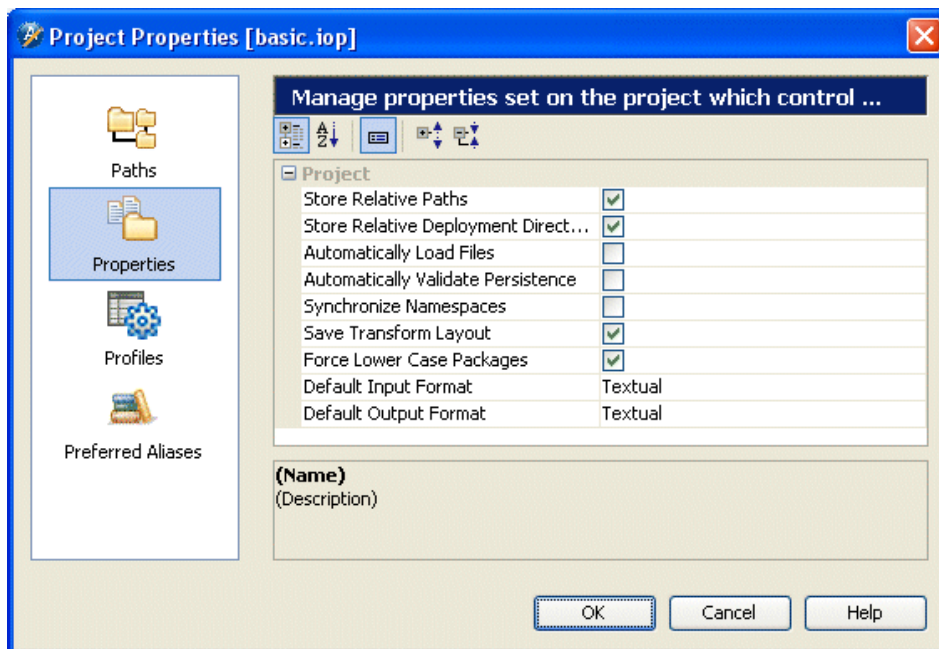 Project Properties [basic.iop]
Paths
Properties
Profiles
Preferred Aliases
Manage properties set on the project which control ...
A
Z
Project
Store Relative Paths
Store Relative Deployment Direct...
Automatically Load Files
Automatically Validate Persistence
Synchronize Namespaces
Save Transform Layout
Force Lower Case Packages
Default Input Format Textual
Default Output Format Textual
(Name)
(Description)
OK Cancel Help